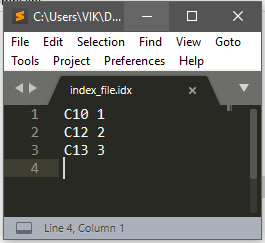 C:\Users\VIK\D...
File Edit Selection Find View Goto
Tools Project Preferences Help
index_file.idx
1 C10 1
2 C12 2
3 C13 3
4
Line 4, Column 1